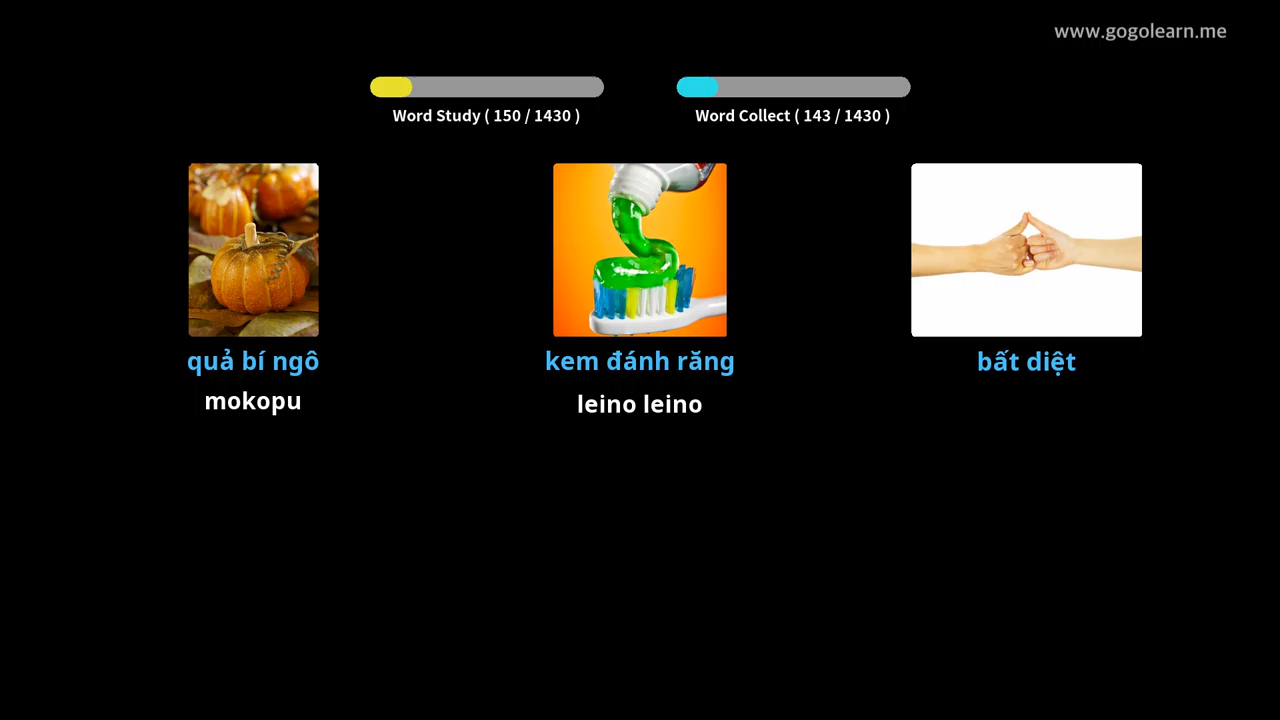 www.gogolearn.me
Word Study ( 150 / 1430 )
Word Collect ( 143 / 1430 )
quả bí ngô
kem đánh răng
bất diệt
mokopu
leino leino